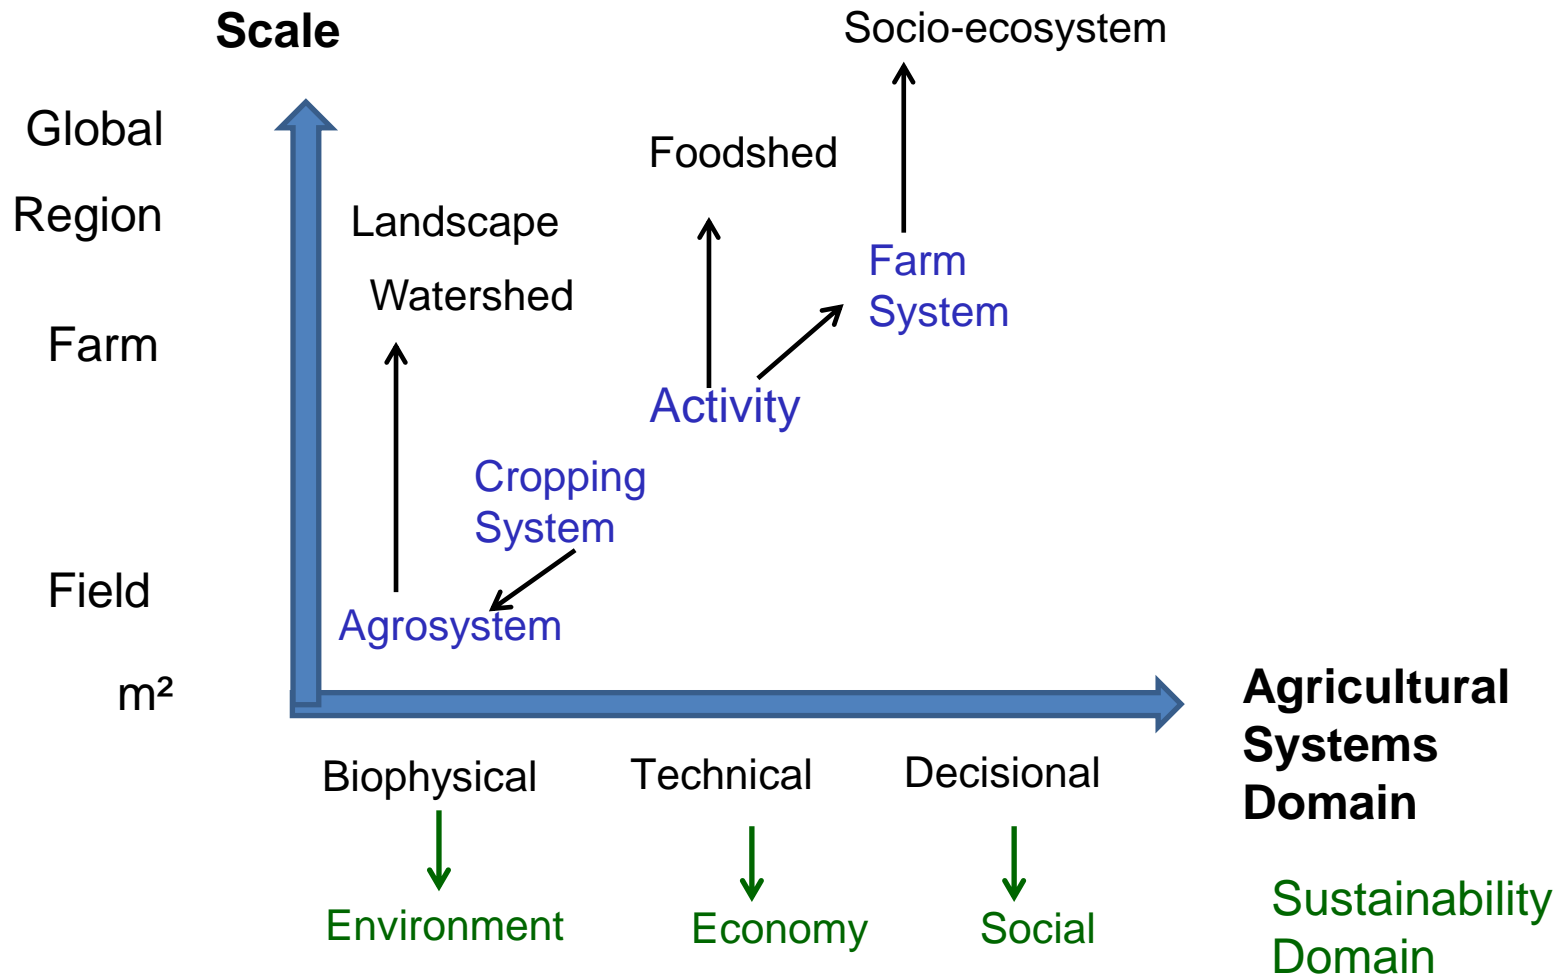 Scale
Socio-ecosystem
Global
Foodshed
Region
Landscape
Farm
System
Watershed
Farm
Activity
Cropping
System
Field
Agrosystem
m²
Agricultural
Systems
Domain
Biophysical
Technical
Decisional
Environment
Economy
Social
Sustainability
Domain